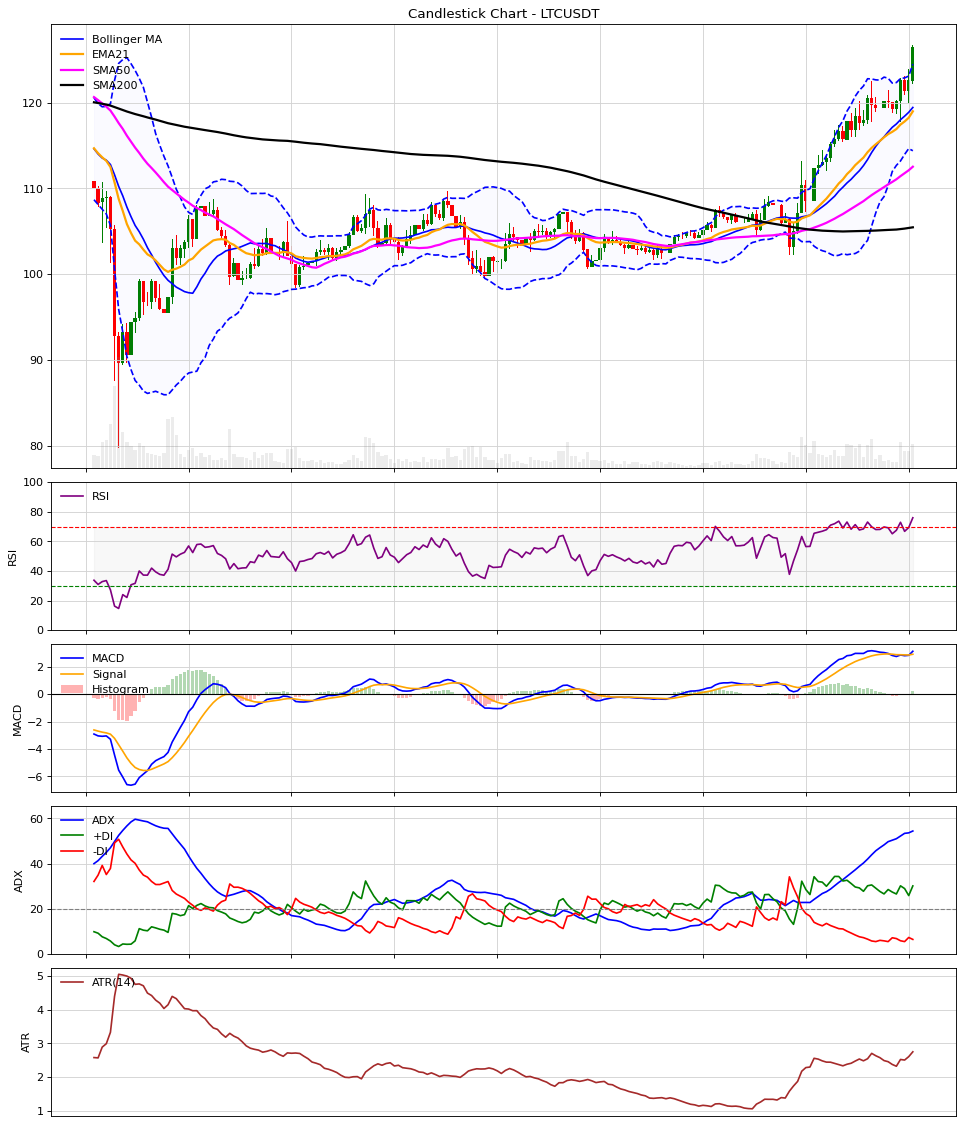 Candlestick Chart - LTCUSDT
Bollinger MA
EMA21
SMA50
SMA200
120
110
100
90
80
100
80
60
40
20
0
RSI
RSI
2
0
−2
−4
−6
MACD
MACD
Signal
Histogram
60
40
20
0
ADX
ADX
+DI
-DI
5
4
3
2
1
ATR
ATR(14)